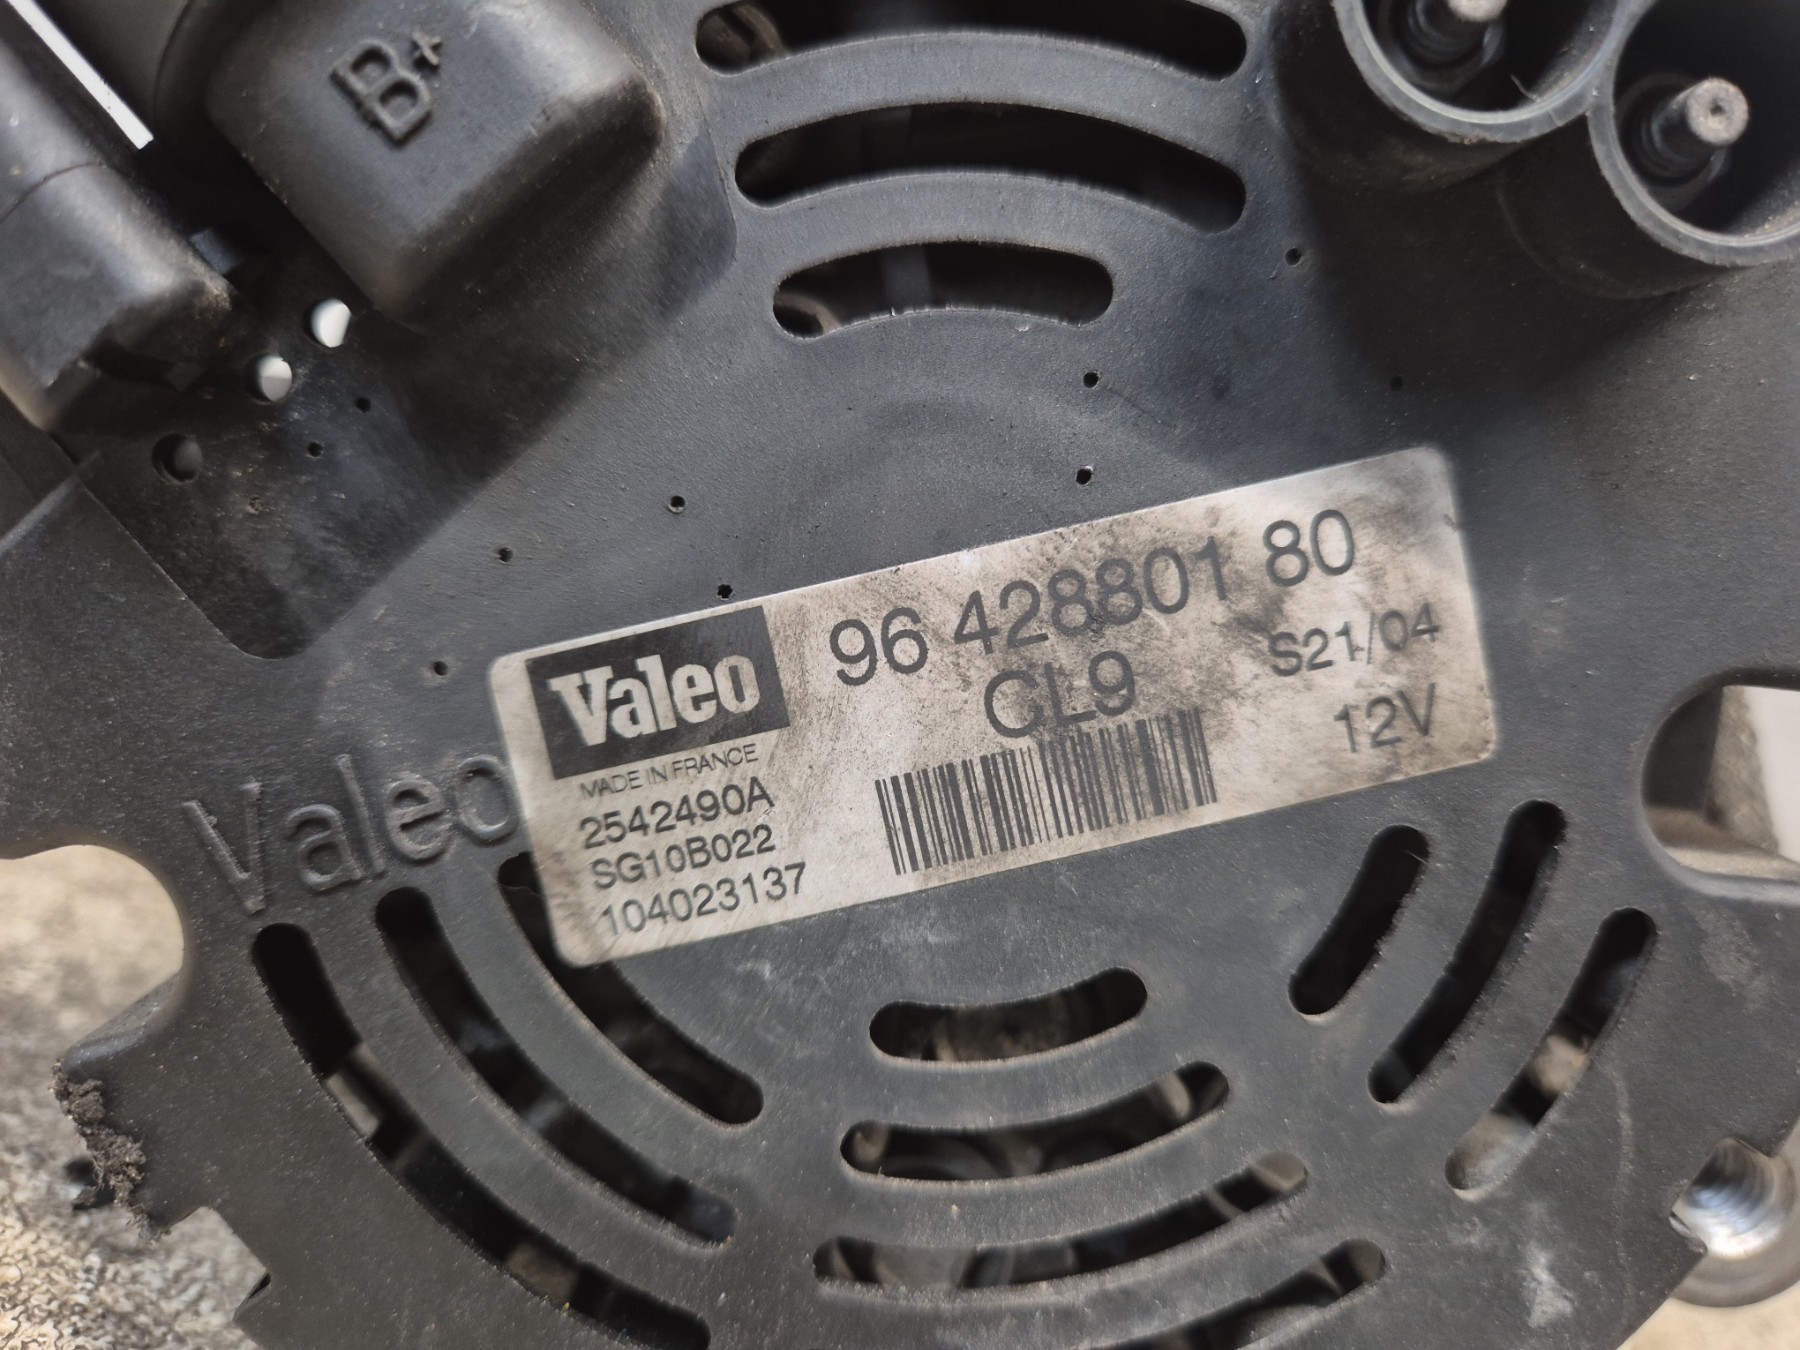 B+
Valeo
96 428801 80
CL9
S21/04
12V
MADE IN FRANCE
2542490A
SG10B022
104023137
Valeo